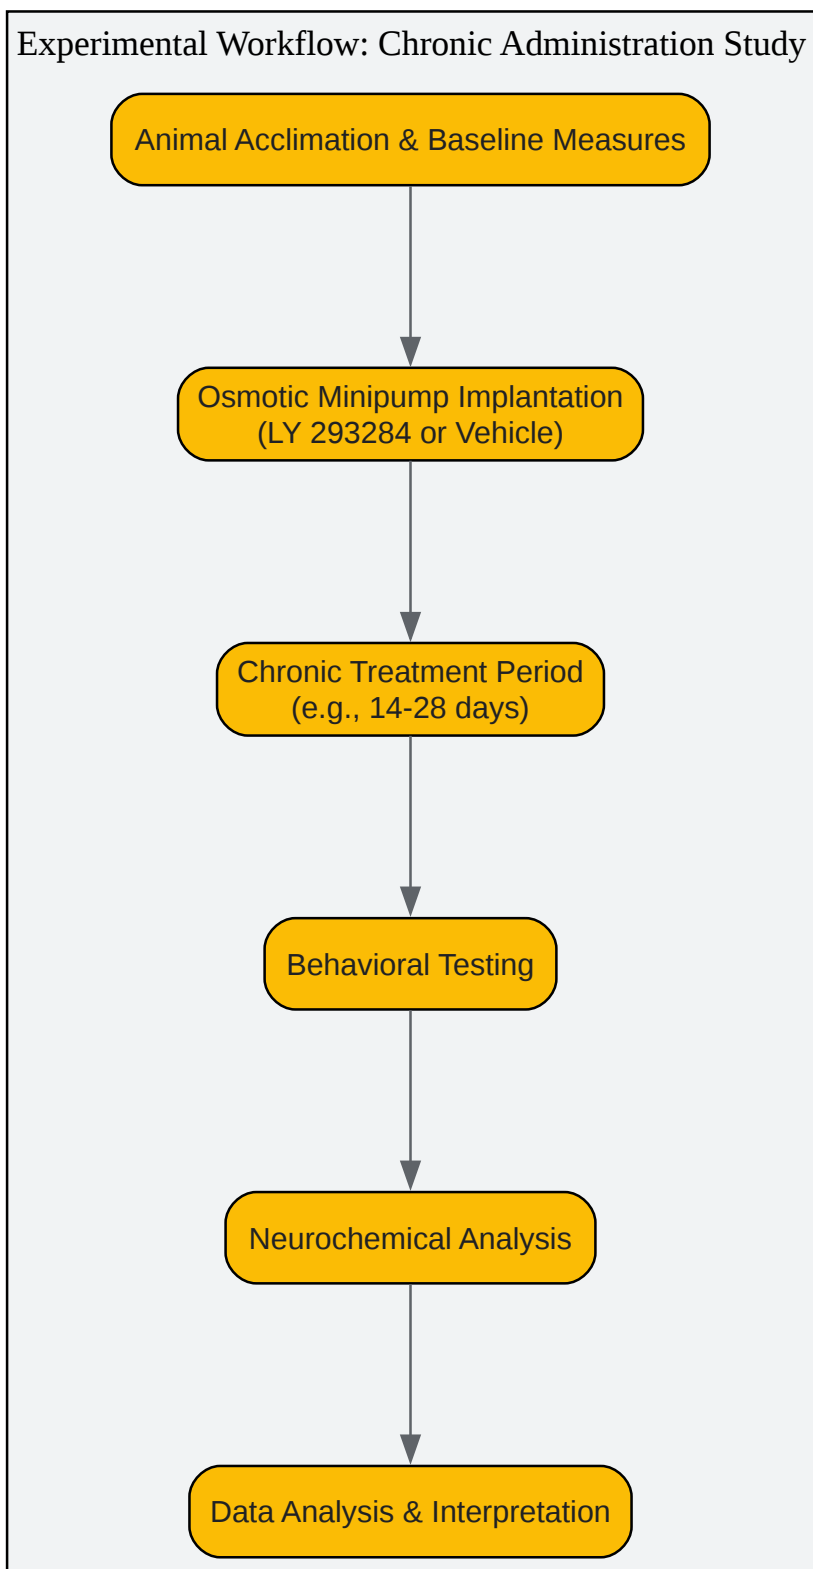 Experimental Workflow: Chronic Administration Study
Animal Acclimation & Baseline Measures
Osmotic Minipump Implantation
(LY 293284 or Vehicle)
Chronic Treatment Period
(e.g., 14-28 days)
Behavioral Testing
Neurochemical Analysis
Data Analysis & Interpretation